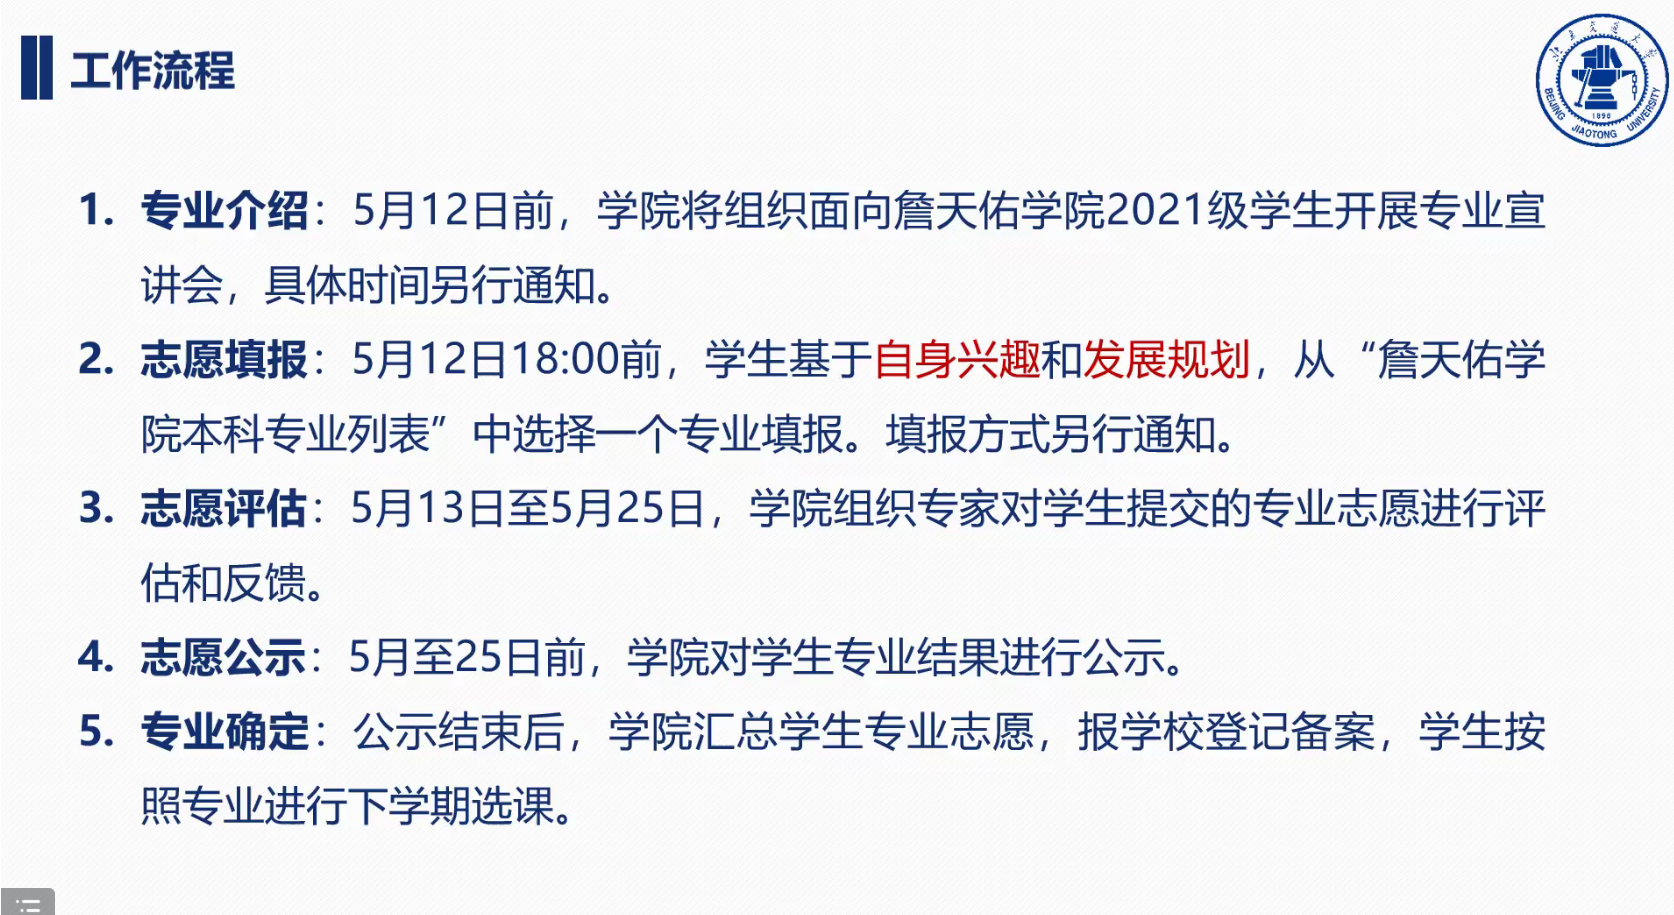 工作流程
北京交通大学
1896
BEIJING JIAOTONG UNIVERSITY
1. 专业介绍：5月12日前，学院将组织面向詹天佑学院2021级学生开展专业宣
讲会，具体时间另行通知。
2. 志愿填报：5月12日18:00前，学生基于自身兴趣和发展规划，从“詹天佑学
院本科专业列表”中选择一个专业填报。填报方式另行通知。
3. 志愿评估：5月13日至5月25日，学院组织专家对学生提交的专业志愿进行评
估和反馈。
4. 志愿公示：5月至25日前，学院对学生专业结果进行公示。
5. 专业确定：公示结束后，学院汇总学生专业志愿，报学校登记备案，学生按
照专业进行下学期选课。